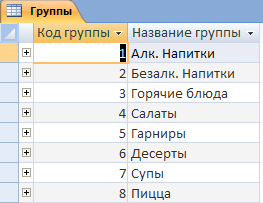 Группы
Код группы Название группы
1 Алк. Напитки
2 Безалк. Напитки
3 Горячие блюда
4 Салаты
5 Гарниры
6 Десерты
7 Супы
8 Пицца